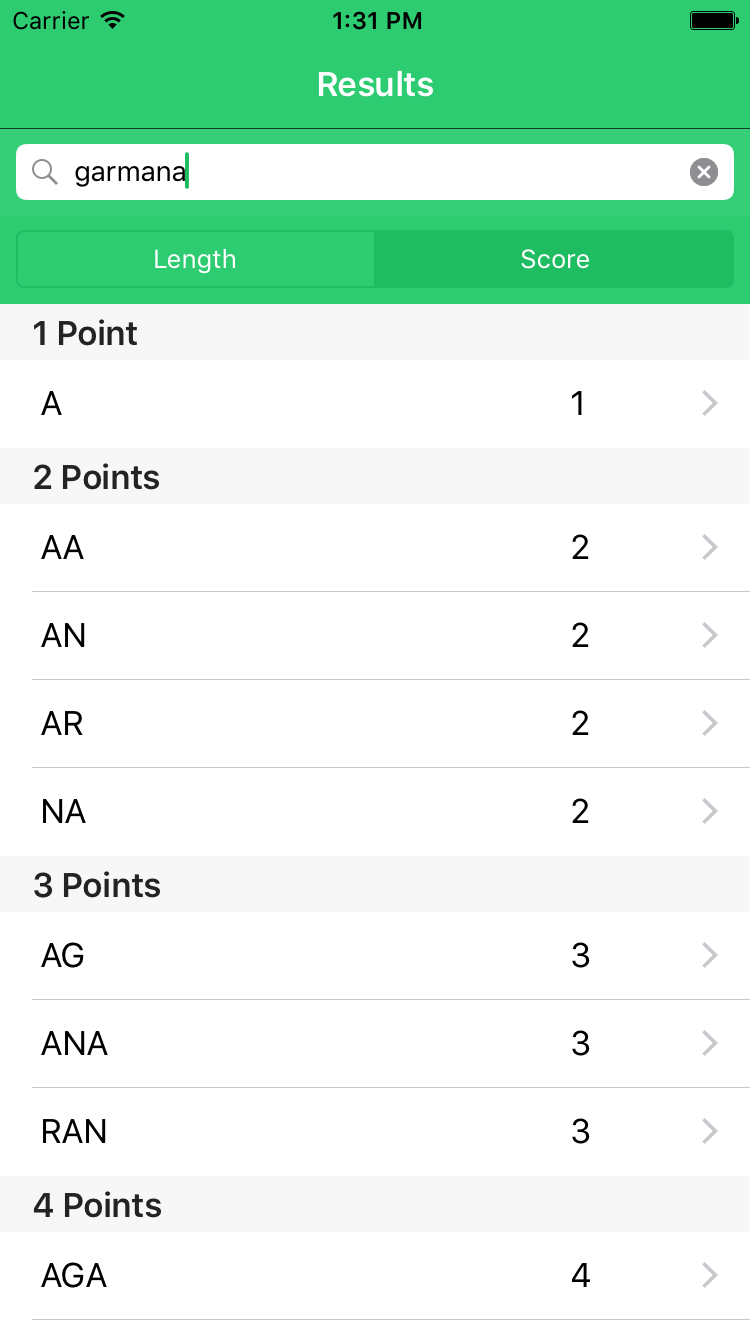 Carrier 1:31 PM
Results
garmana
Length Score
1 Point
A 1
2 Points
AA 2
AN 2
AR 2
NA 2
3 Points
AG 3
ANA 3
RAN 3
4 Points
AGA 4